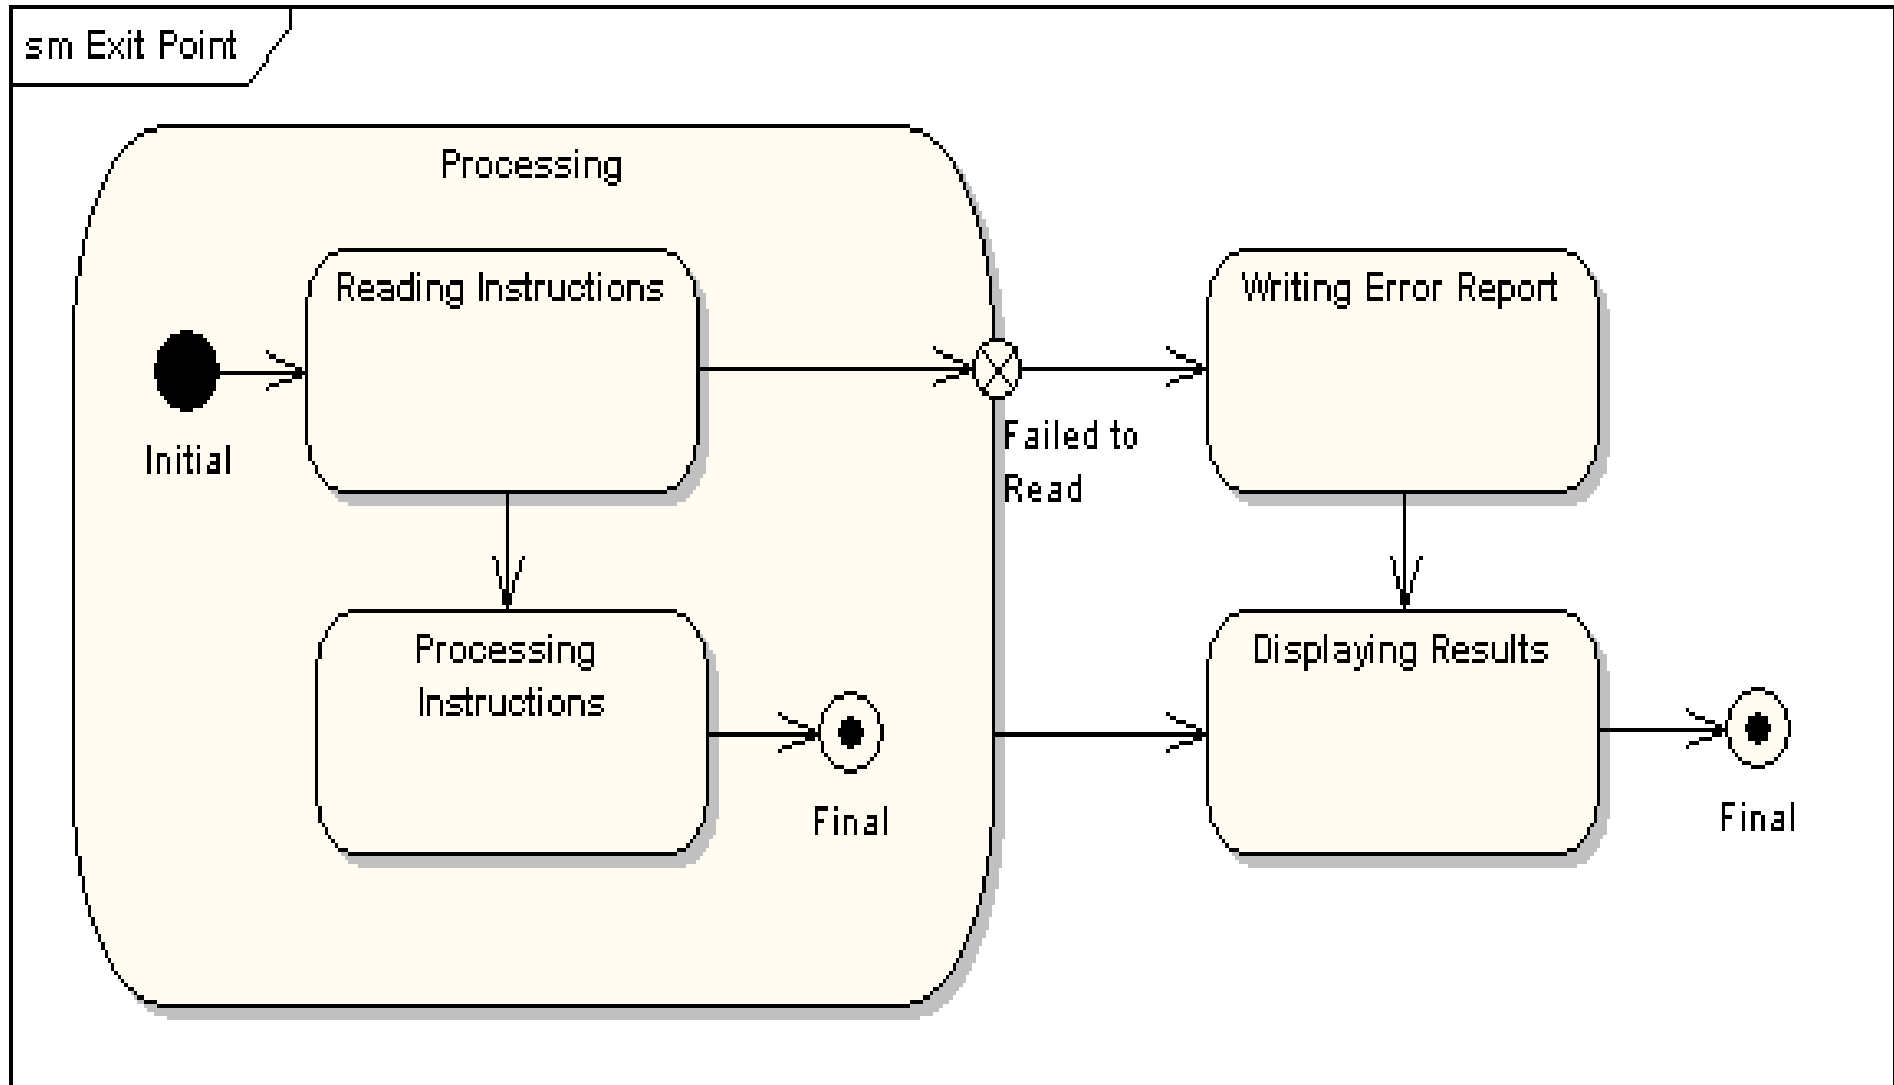 sm Exit Point
Processing
Reading Instructions
Writing Error Report
Initial
Failed to
Read
Processing
Instructions
Displaying Results
Final
Final